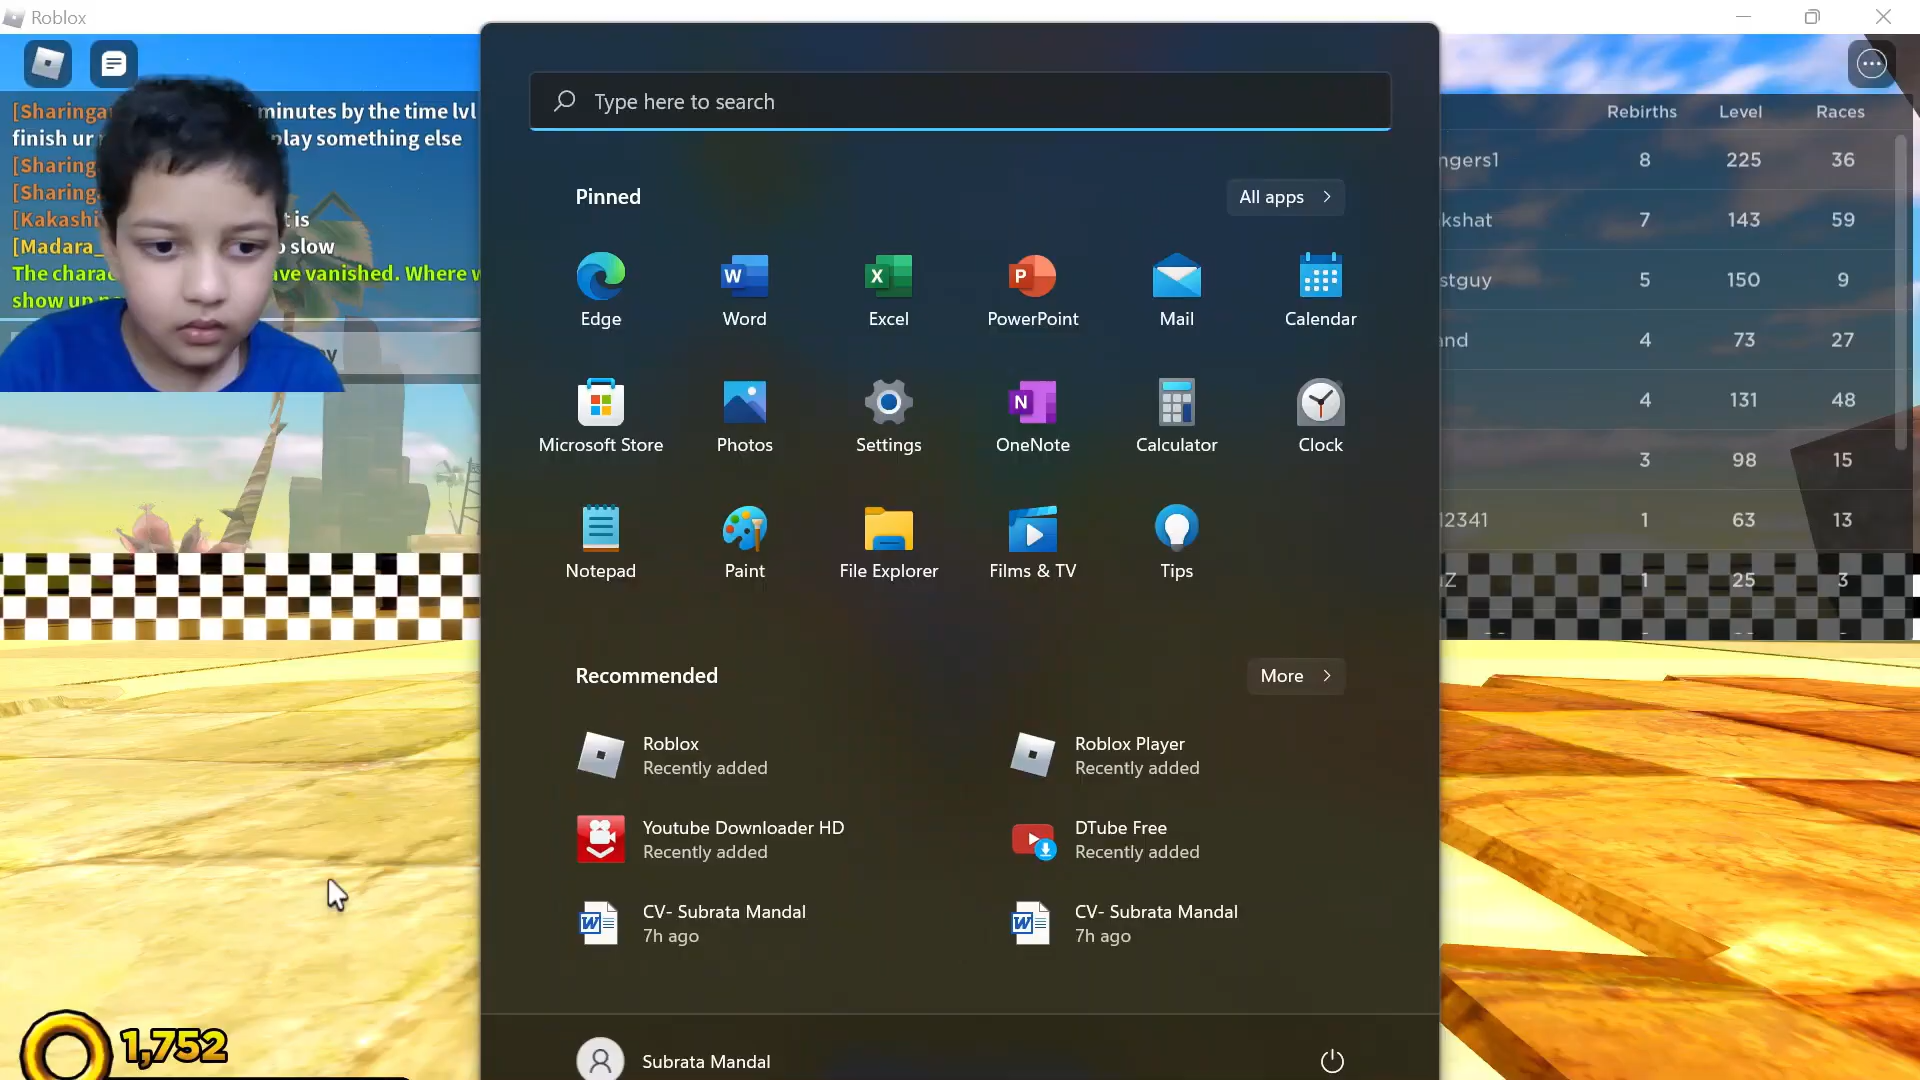 Roblox
[Sharinga minutes by the time lvl
finish ur play something else
[Sharing
[Sharing
[Kakashi t is
[Madara_ o slow
The charac ave vanished. Where w
show up
Type here to search
Pinned
All apps
Edge
Word
Excel
PowerPoint
Mail
Calendar
Microsoft Store
Photos
Settings
OneNote
Calculator
Clock
Notepad
Paint
File Explorer
Films & TV
Tips
Recommended
More
Roblox
Recently added
Roblox Player
Recently added
Youtube Downloader HD
Recently added
DTube Free
Recently added
CV- Subrata Mandal
7h ago
CV- Subrata Mandal
7h ago
Subrata Mandal
Rebirths Level Races
ngers1 8 225 36
kshat 7 143 59
stguy 5 150 9
and 4 73 27
4 131 48
3 98 15
12341 1 63 13
Z 1 25 3
1,752